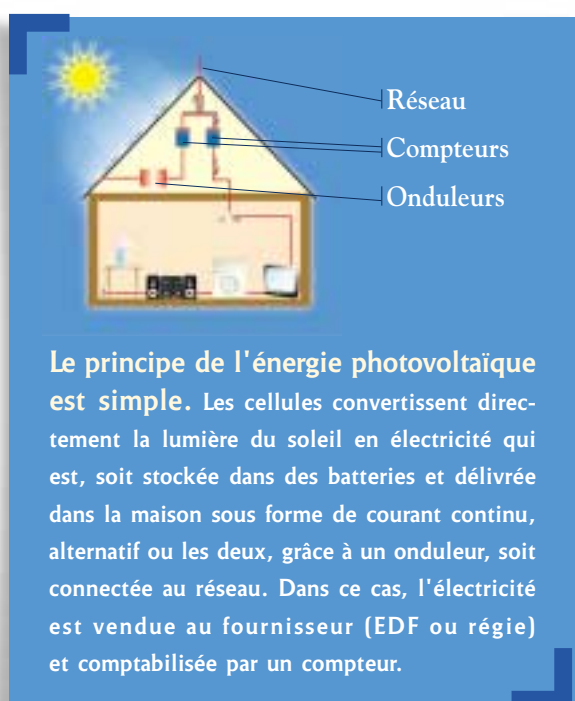 Réseau
Compteurs
Onduleurs
Le principe de l'énergie photovoltaïque
est simple. Les cellules convertissent direc-
tement la lumière du soleil en électricité qui
est, soit stockée dans des batteries et délivrée
dans la maison sous forme de courant continu,
alternatif ou les deux, grâce à un onduleur, soit
connectée au réseau. Dans ce cas, l'électricité
est vendue au fournisseur (EDF ou régie)
et comptabilisée par un compteur.